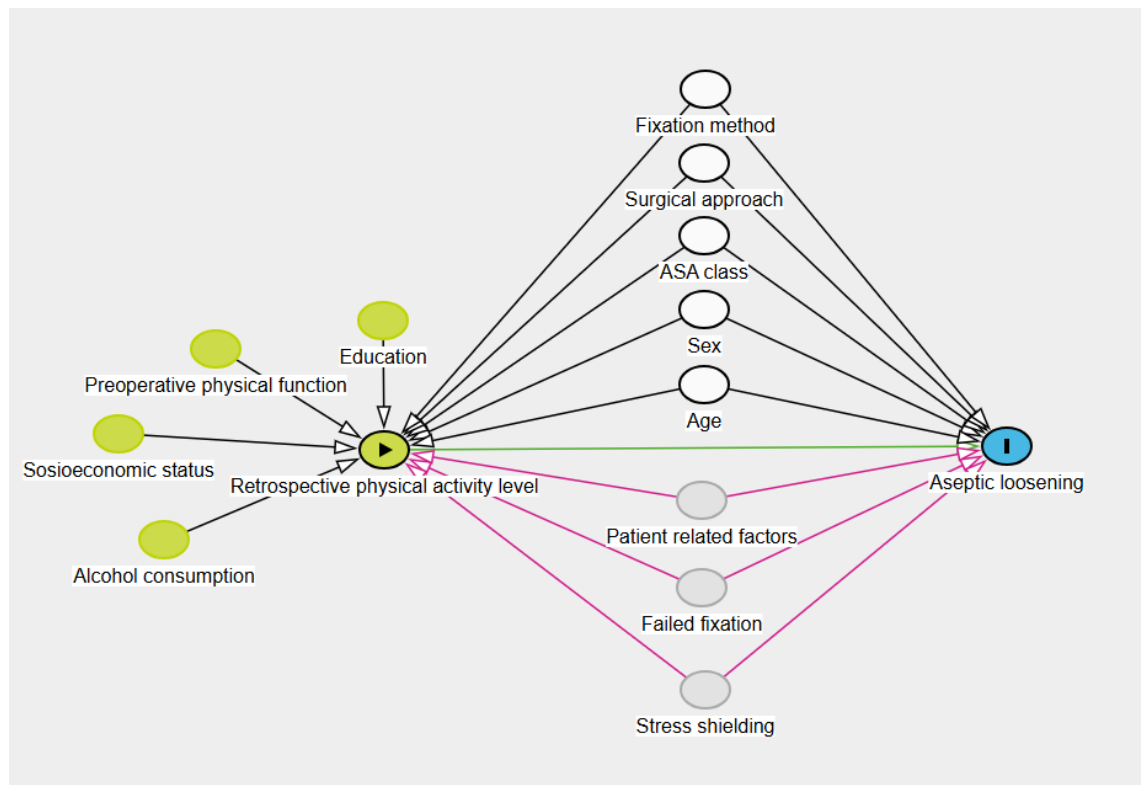 Fixation method
Surgical approach
ASA class
Sex
Education
Preoperative physical function
Age
Sosioeconomic status
Retrospective physical activity level
Aseptic loosening
Patient related factors
Alcohol consumption
Failed fixation
Stress shielding